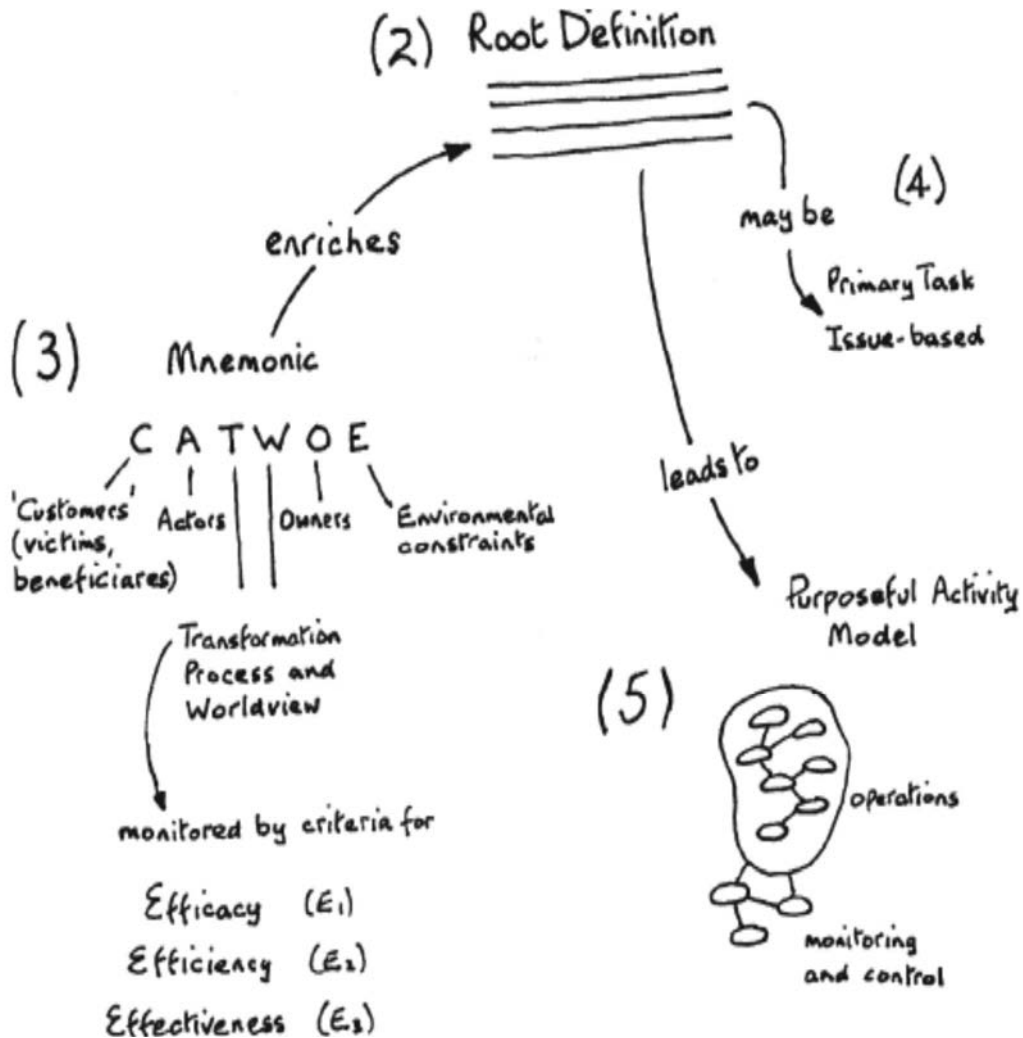 (2) Root Definition
(4)
may be
Primary Task
Issue-based
enriches
(3)
Mnemonic
C A T W O E
'Customers'
(victims,
beneficiares)
Actors
Owners
Environmental
constraints
Transformation
Process and
Worldview
monitored by criteria for
Efficacy (E₁)
Efficiency (E₂)
Effectiveness (E₃)
leads to
Purposeful Activity
Model
(5)
operations
monitoring
and control